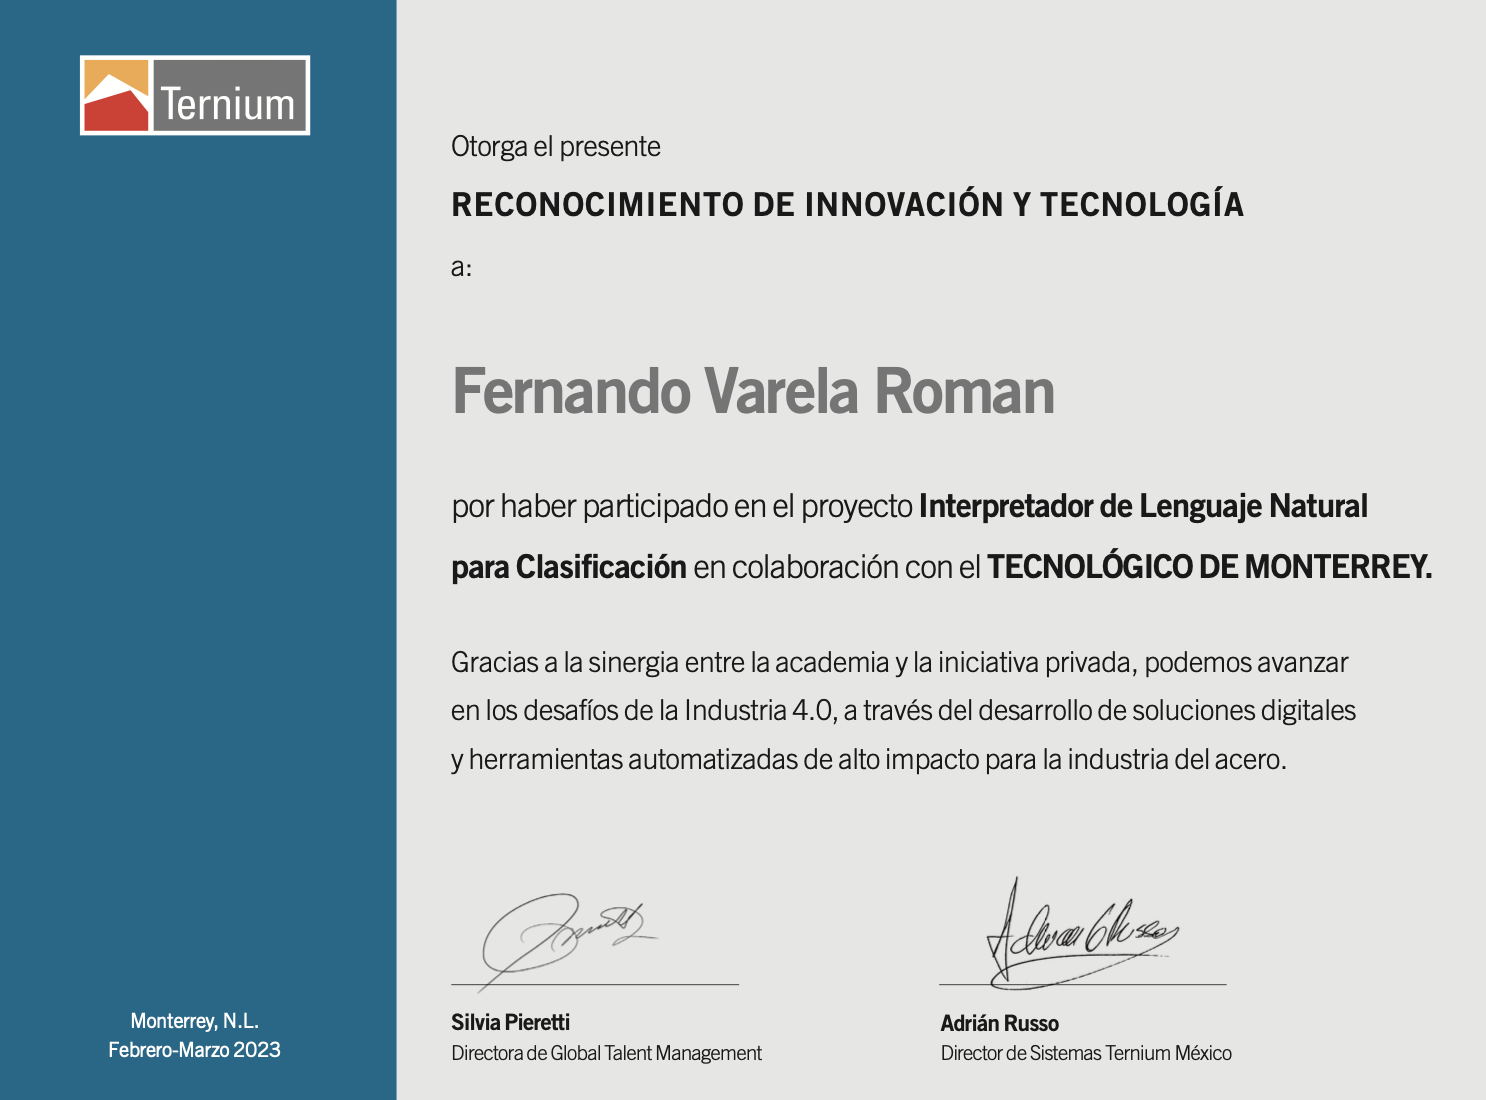 Ternium
Otorga el presente
RECONOCIMIENTO DE INNOVACIÓN Y TECNOLOGÍA
a:
Fernando Varela Roman
por haber participado en el proyecto Interpretador de Lenguaje Natural
para Clasificación en colaboración con el TECNOLÓGICO DE MONTERREY.
Gracias a la sinergia entre la academia y la iniciativa privada, podemos avanzar
en los desafíos de la Industria 4.0, a través del desarrollo de soluciones digitales
y herramientas automatizadas de alto impacto para la industria del acero.
Silvia Pieretti
Directora de Global Talent Management
Adrián Russo
Director de Sistemas Ternium México
Monterrey, N.L.
Febrero-Marzo 2023